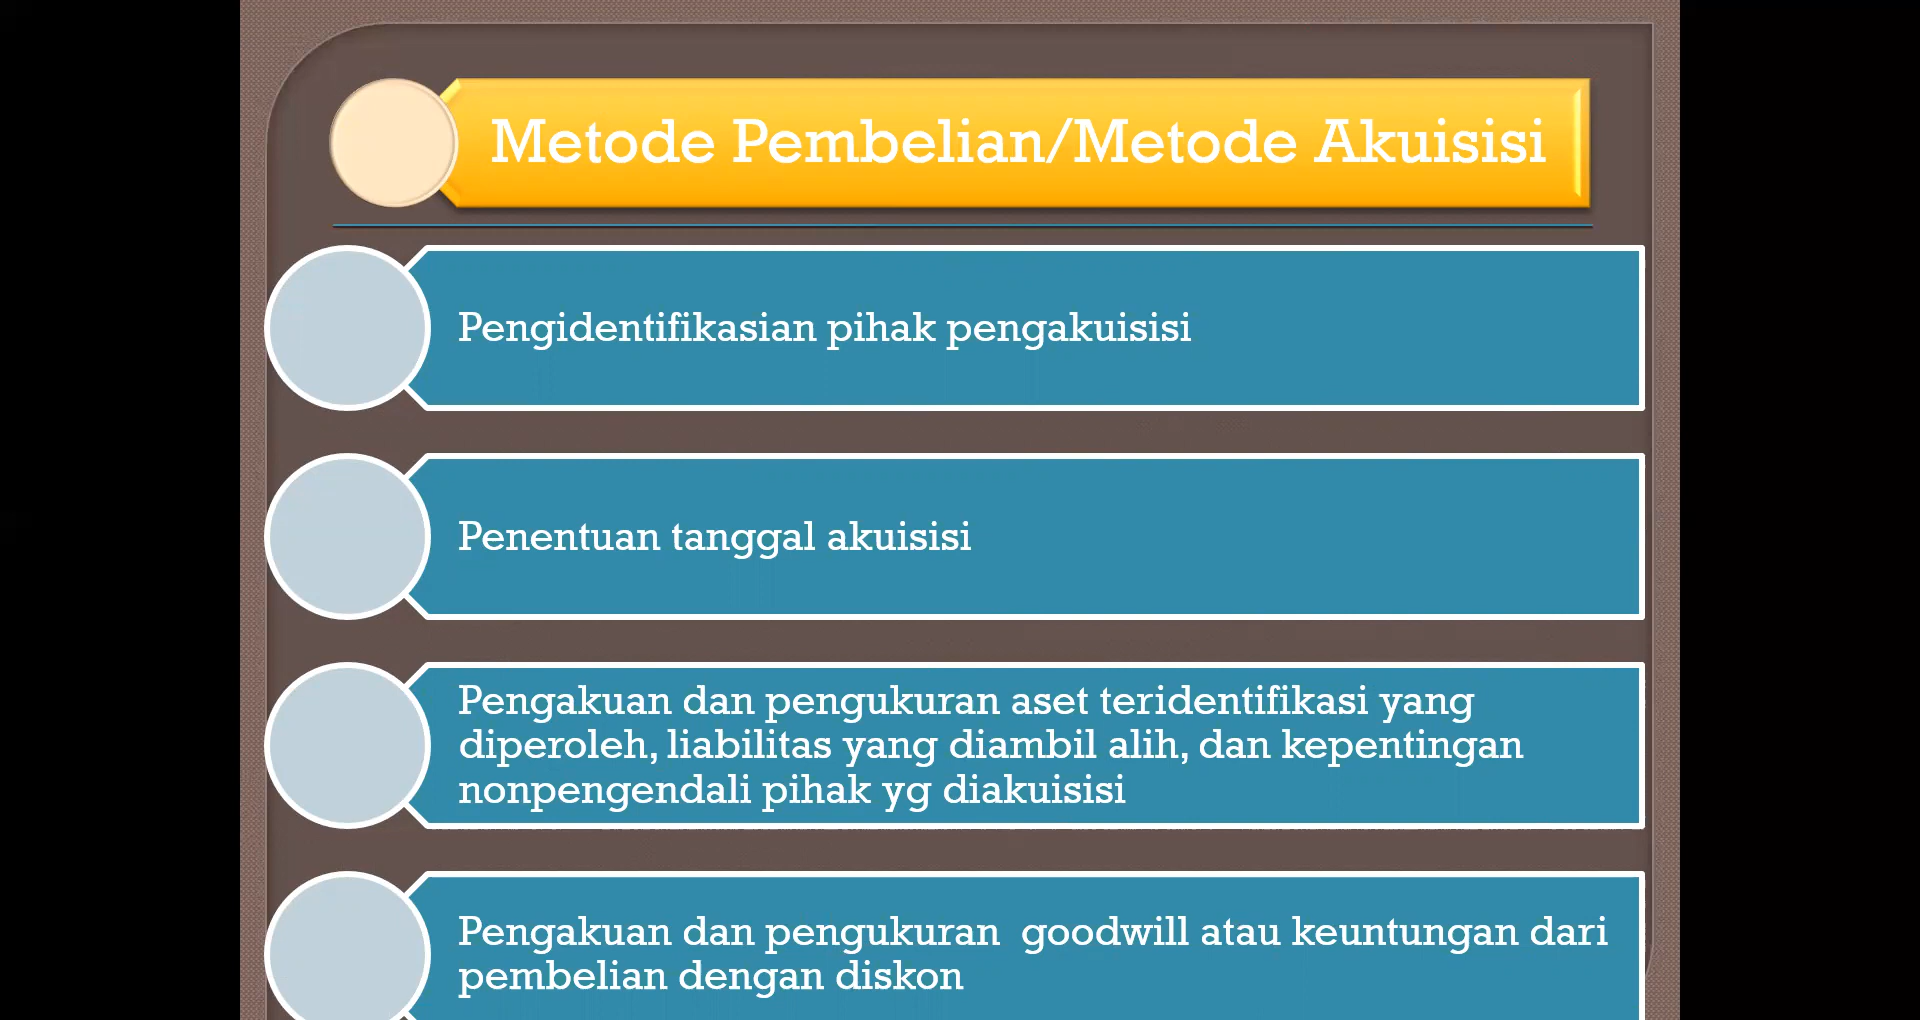 Metode Pembelian/Metode Akuisisi
Pengidentifikasian pihak pengakuisisi
Penentuan tanggal akuisisi
Pengakuan dan pengukuran aset teridentifikasi yang
diperoleh, liabilitas yang diambil alih, dan kepentingan
nonpengendali pihak yg diakuisisi
Pengakuan dan pengukuran  goodwill atau keuntungan dari
pembelian dengan diskon